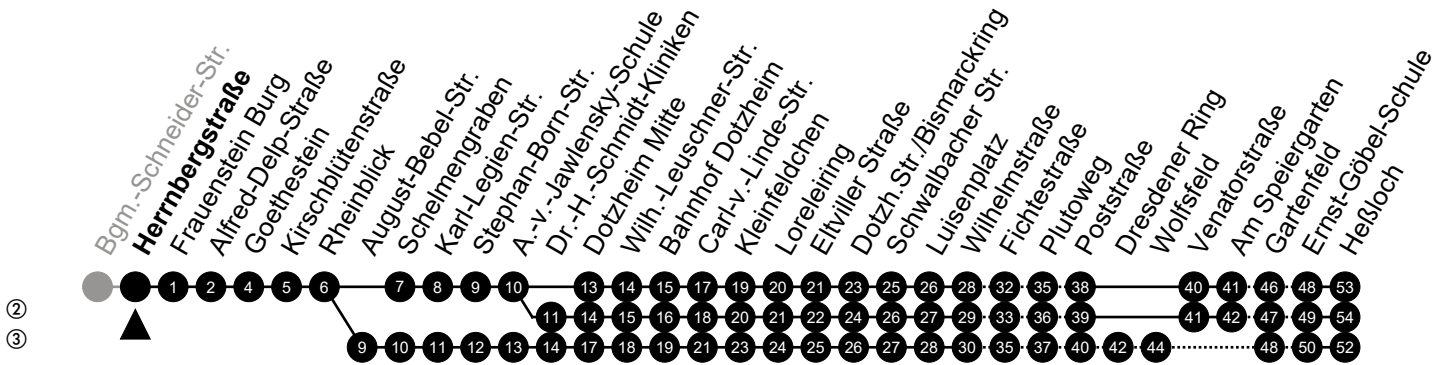 Bgm.-Schneider-Str.
Herrnbergstraße
Frauenstein Burg
Alfred-Delp-Straße
Goethestein
Kirschblütenstraße
Rheinblick
August-Bebel-Str.
Schelmengraben
Karl-Legien-Str.
Stephan-Born-Str.
A.-v.-Jawlensky-Schule
Dr.-H.-Schmidt-Kliniken
Dotzheim Mitte
Wilh.-Leuschner-Str.
Bahnhof Dotzheim
Carl-v.-Linde-Str.
Kleinfeldchen
Loreleiring
Eltviller Straße
Dotzh.Str./Bismarckring
Schwalbacher Str.
Luisenplatz
Wilhelmstraße
Fichtestraße
Plutoweg
Poststraße
Dresdener Ring
Wolfsfeld
Venatorstraße
Am Speiergarten
Gartenfeld
Ernst-Göbel-Schule
Heßloch
1 2 4 5 6 7 8 9 10 13 14 15 17 19 20 21 23 25 26 28 32 35 38 40 41 46 48 53
② 11 14 15 16 18 20 21 22 24 26 27 29 33 36 39 41 42 47 49 54
③ 9 10 11 12 13 14 17 18 19 21 23 24 25 26 27 28 30 35 37 40 42 44 48 50 52